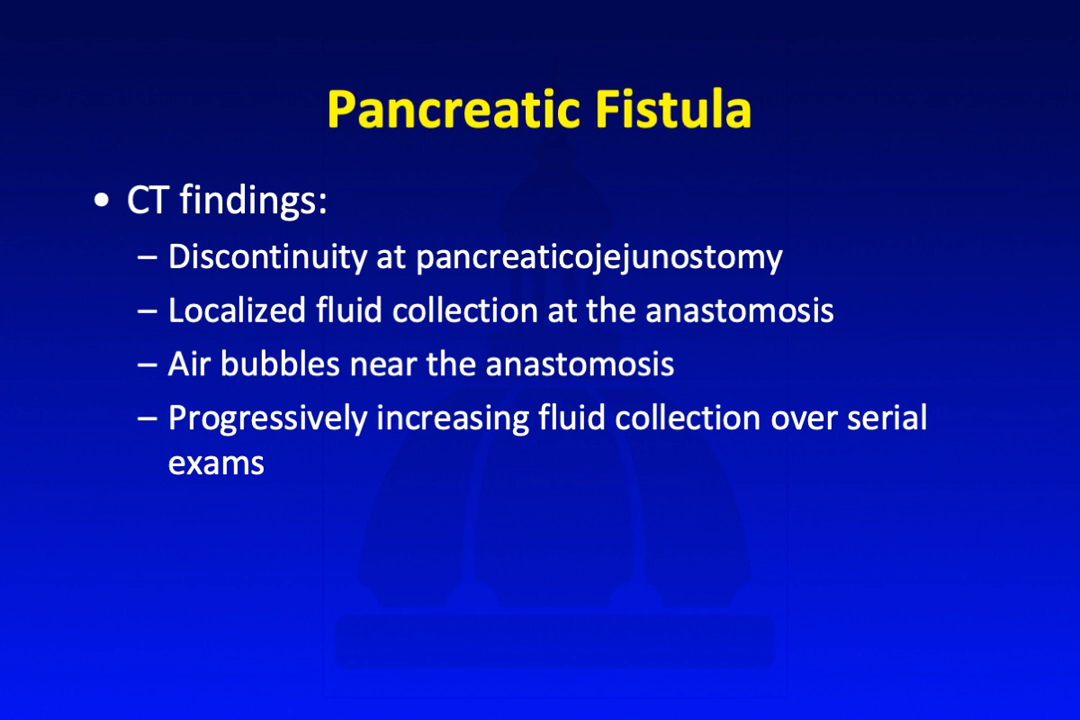 Pancreatic Fistula
• CT findings:
– Discontinuity at pancreaticojejunostomy
– Localized fluid collection at the anastomosis
– Air bubbles near the anastomosis
– Progressively increasing fluid collection over serial
exams